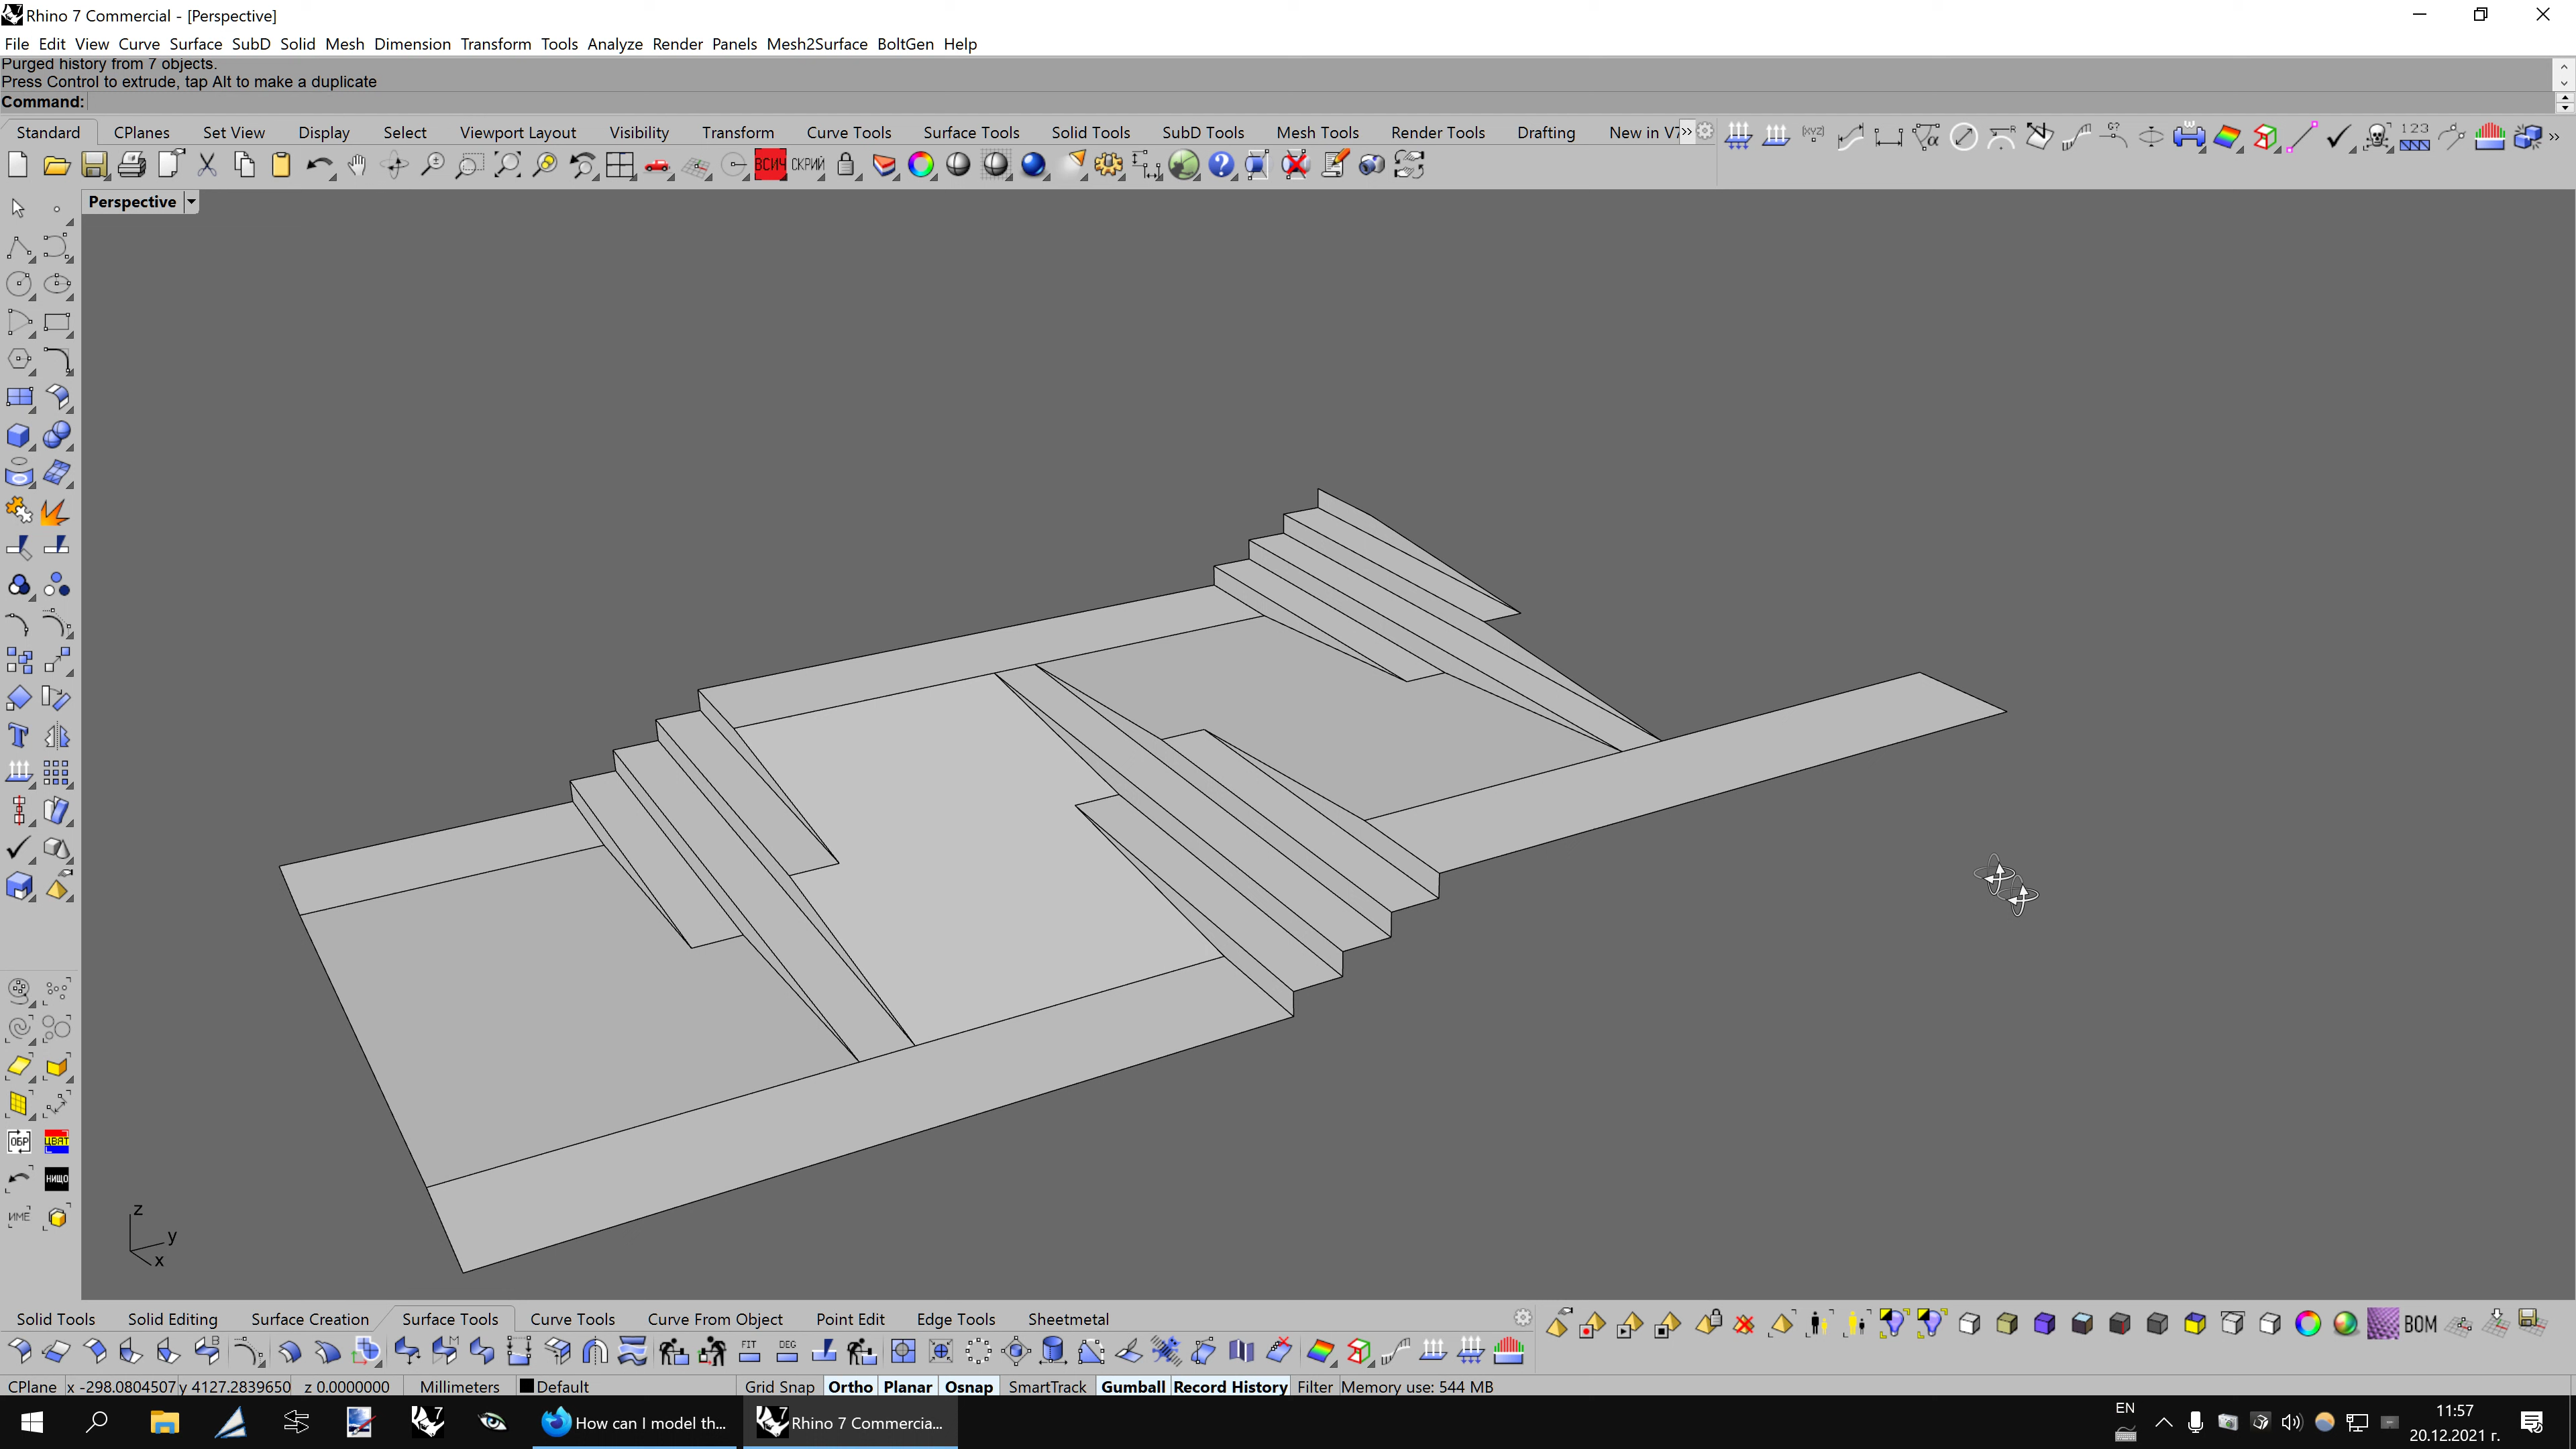 Rhino 7 Commercial - [Perspective]
File Edit View Curve Surface SubD Solid Mesh Dimension Transform Tools Analyze Render Panels Mesh2Surface BoltGen Help
Purged history from 7 objects.
Press Control to extrude, tap Alt to make a duplicate
Command:
Standard CPlanes Set View Display Select Viewport Layout Visibility Transform Curve Tools Surface Tools Solid Tools SubD Tools Mesh Tools Render Tools Drafting New in V7
ВСИЧ СКРИЙ
Perspective
ОБР ЦВЯТ
НИЩО
ИМЕ
z
y
x
Solid Tools Solid Editing Surface Creation Surface Tools Curve Tools Curve From Object Point Edit Edge Tools Sheetmetal
BOM
FIT DEG
CPlane x -298.0804507 y 4127.2839650 z 0.0000000 Millimeters Default Grid Snap Ortho Planar Osnap SmartTrack Gumball Record History Filter Memory use: 544 MB
How can I model th...
Rhino 7 Commercia...
EN
11:57
20.12.2021 г.